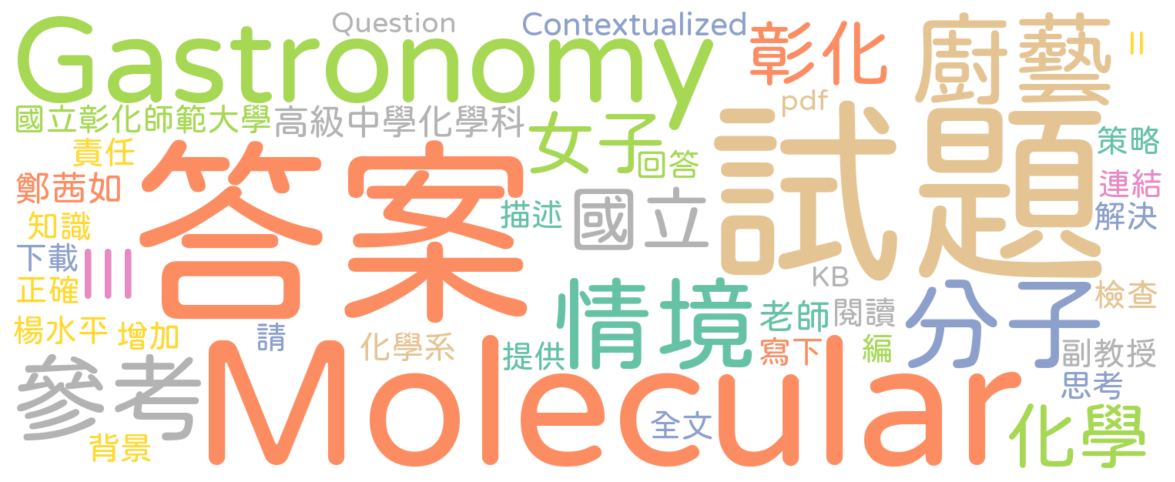 Question
Contextualized
Gastronomy
彰化
廚藝
II
pdf
國立彰化師範大學
高級中學化學科
女子
回答
試題
策略
責任
答案
鄭茜如
描述
國立
連結
解決
知識
下載
III
正確
KB
情境
分子
檢查
楊水平
增加
請
化學系
提供
老師
寫下
閱讀
編
副教授
參考
Molecular
思考
全文
化學
背景